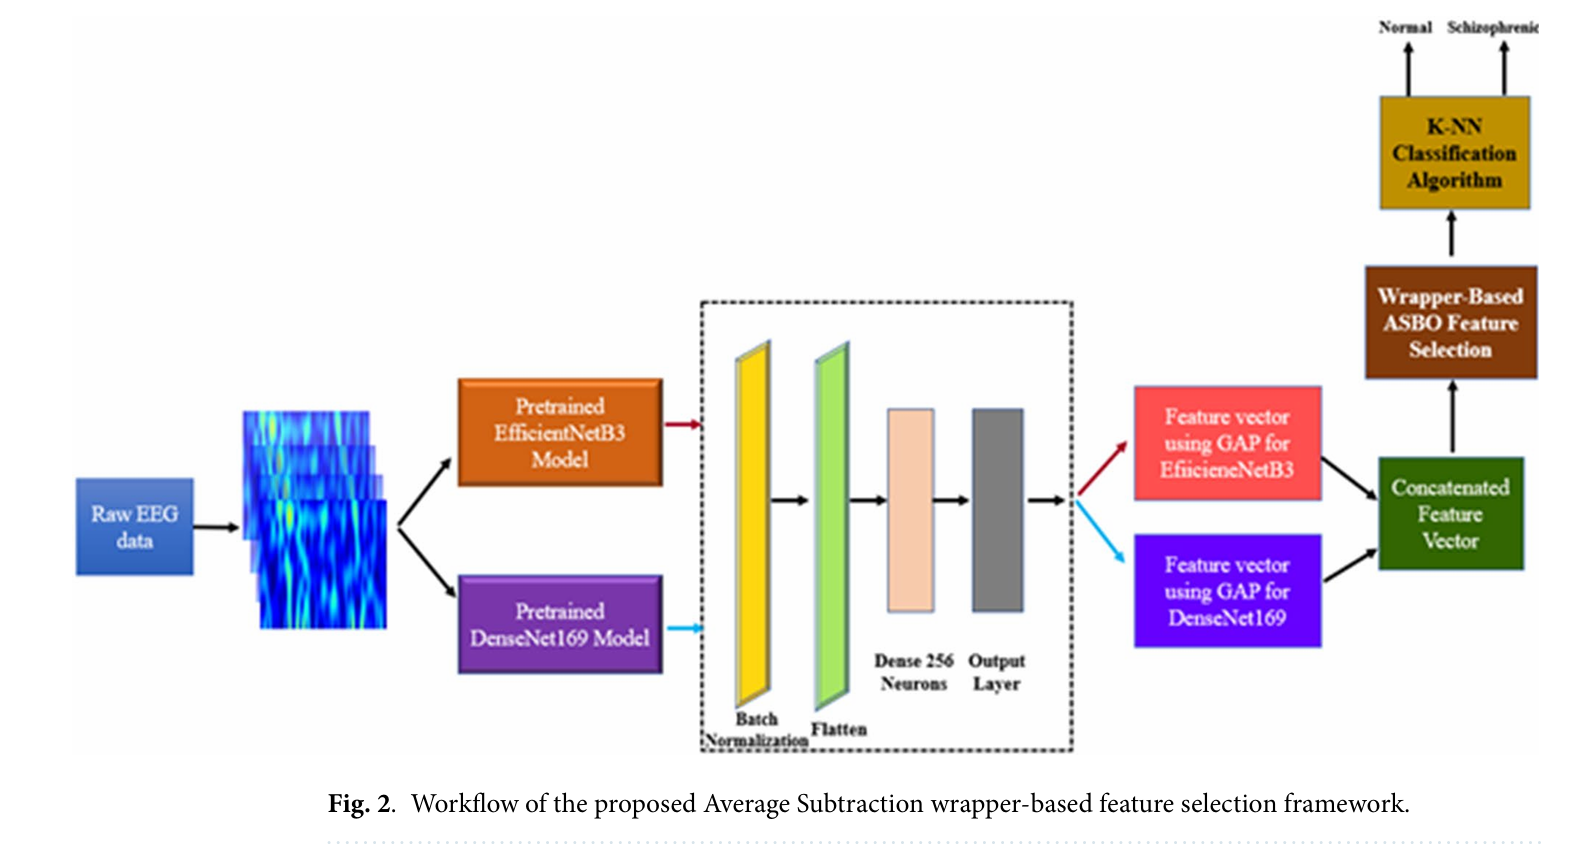 Normal Schizophrenic
K-NN
Classification
Algorithm
Wrapper-Based
ASBO Feature
Selection
Pretrained
EfficientNetB3
Model
Feature vector
using GAP for
EfiicieneNetB3
Raw EEG
data
Concatenated
Feature
Vector
Pretrained
DenseNet169 Model
Feature vector
using GAP for
DenseNet169
Dense 256
Neurons
Output
Layer
Batch
Normalization
Flatten
Fig. 2. Workflow of the proposed Average Subtraction wrapper-based feature selection framework.